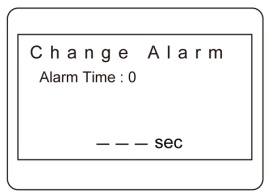 Change Alarm
Alarm Time : 0
— — — sec